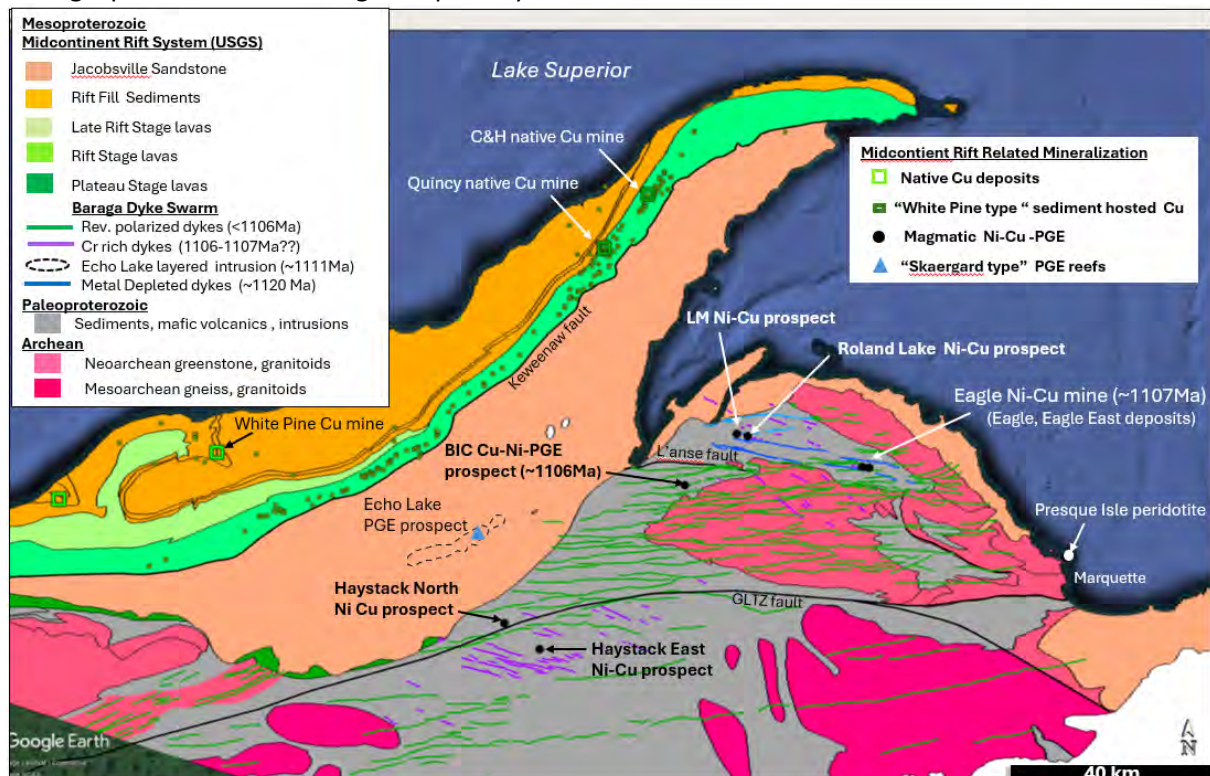 Mesoproterozoic
Midcontinent Rift System (USGS)
Jacobsville Sandstone
Rift Fill Sediments
Late Rift Stage lavas
Rift Stage lavas
Plateau Stage lavas
Baraga Dyke Swarm
Rev. polarized dykes (<1106Ma)
Cr rich dykes (1106-1107Ma??)
Echo Lake layered intrusion (~1111Ma)
Metal Depleted dykes (~1120 Ma)
Paleoproterozoic
Sediments, mafic volcanics , intrusions
Archean
Neoarchean greenstone, granitoids
Mesoarchean gneiss, granitoids
Lake Superior
C&H native Cu mine
Quincy native Cu mine
Midcontient Rift Related Mineralization
Native Cu deposits
"White Pine type " sediment hosted Cu
Magmatic Ni-Cu -PGE
"Skaergard type" PGE reefs
Keweenaw fault
LM Ni-Cu prospect
Roland Lake Ni-Cu prospect
Eagle Ni-Cu mine (~1107Ma)
(Eagle, Eagle East deposits)
White Pine Cu mine
BIC Cu-Ni-PGE
prospect (~1106Ma)
L'anse fault
Echo Lake
PGE prospect
Presque Isle peridotite
Marquette
Haystack North
Ni Cu prospect
GLTZ fault
Haystack East
Ni-Cu prospect
Google Earth
N
40 km